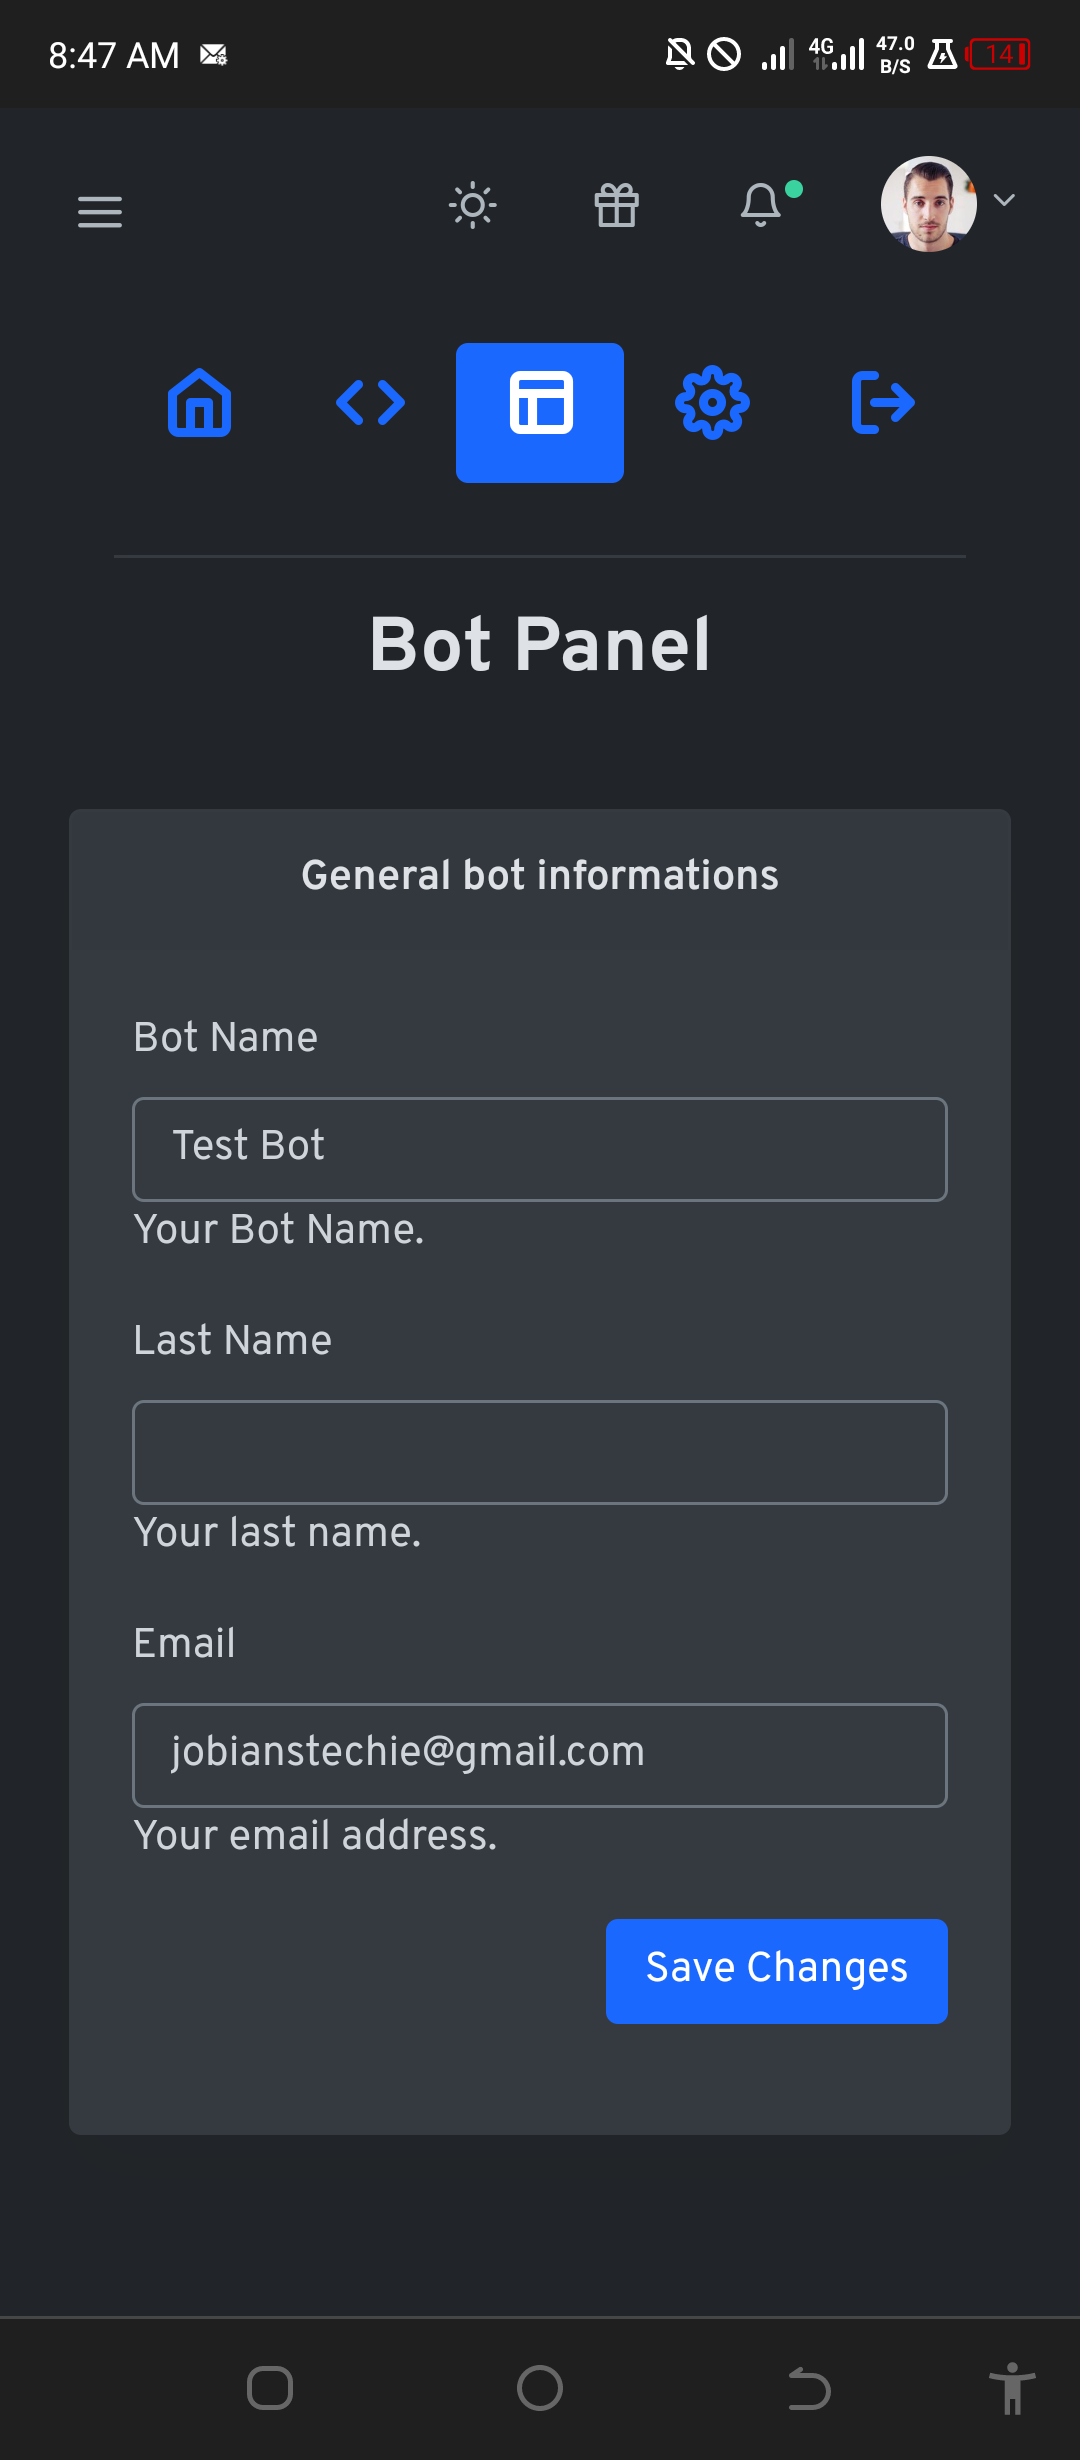 8:47 AM
4G
47.0
B/S
14
Bot Panel
General bot informations
Bot Name
Test Bot
Your Bot Name.
Last Name
Your last name.
Email
jobianstechie@gmail.com
Your email address.
Save Changes